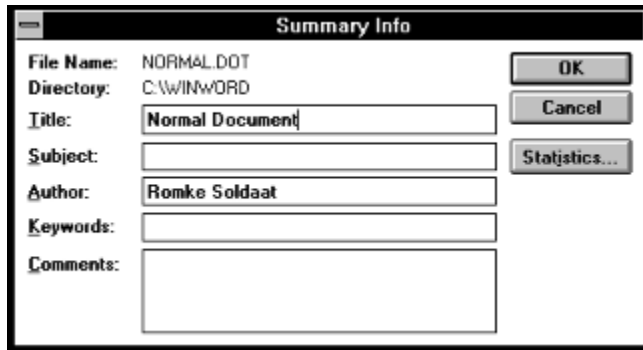 Summary Info
File Name: NORMAL.DOT
Directory: C:\WINWORD
Title: Normal Document
Subject:
Author: Romke Soldaat
Keywords:
Comments:
OK
Cancel
Statistics...